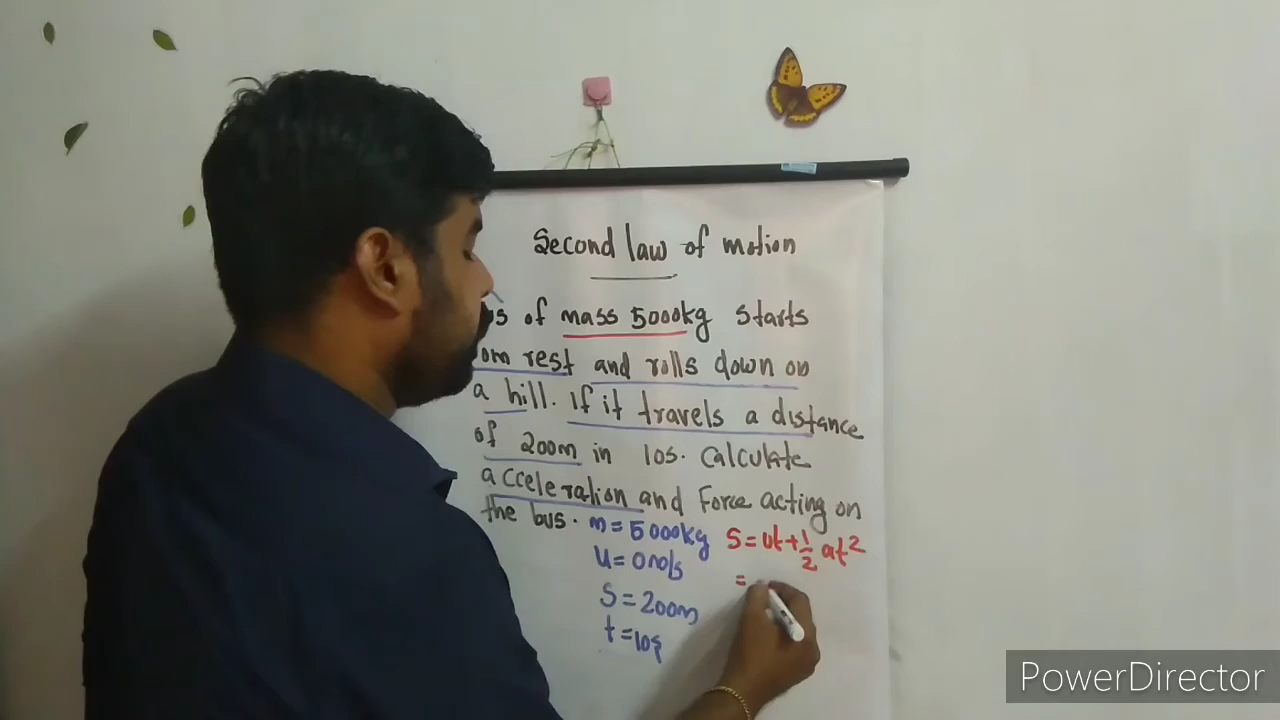 Second law of motion
of mass 5000kg starts
rest and rolls down on
a hill. If it travels a distance
of 200m in 10s. Calculate
acceleration and Force acting on
the bus.
m = 5000kg
u = 0m/s
S = 200m
t = 10s
S = ut + 1/2 at²
=
PowerDirector